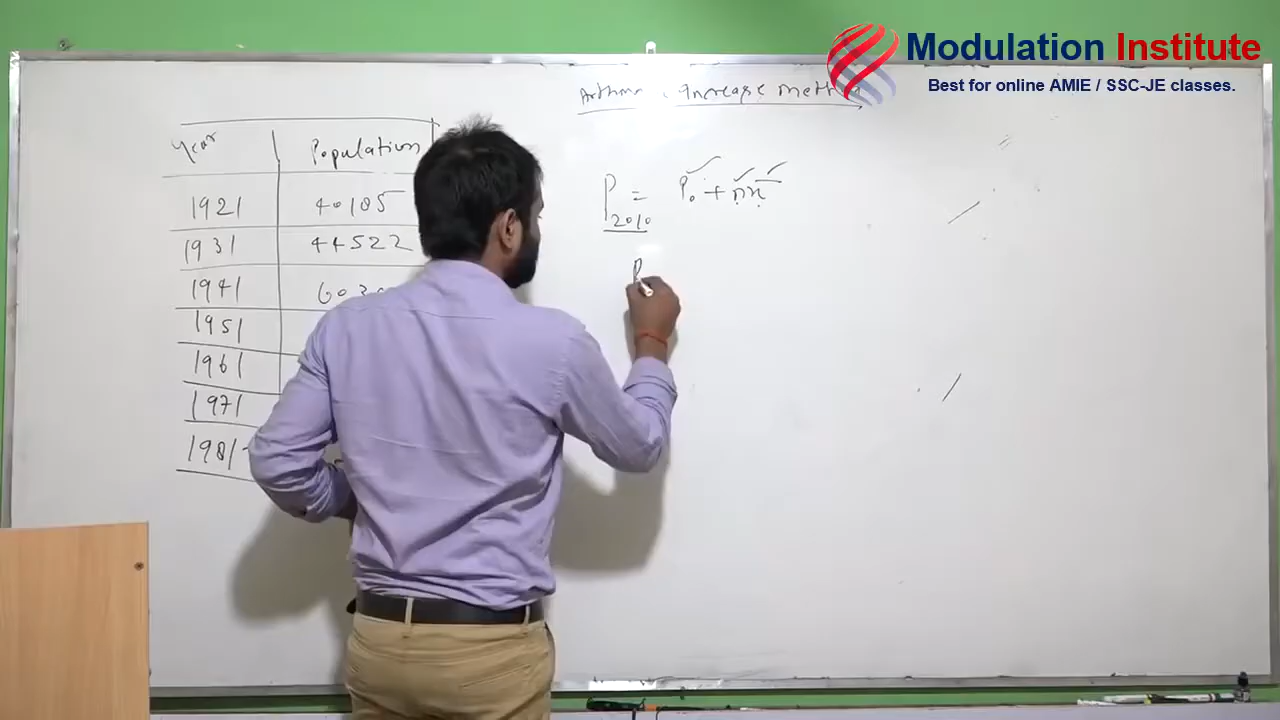 Modulation Institute
Best for online AMIE / SSC-JE classes.
Increase
Year Population
1921 40185
1931 44522
1941
1951
1961
1971
1981
P2010 = P0 + nx̄
P